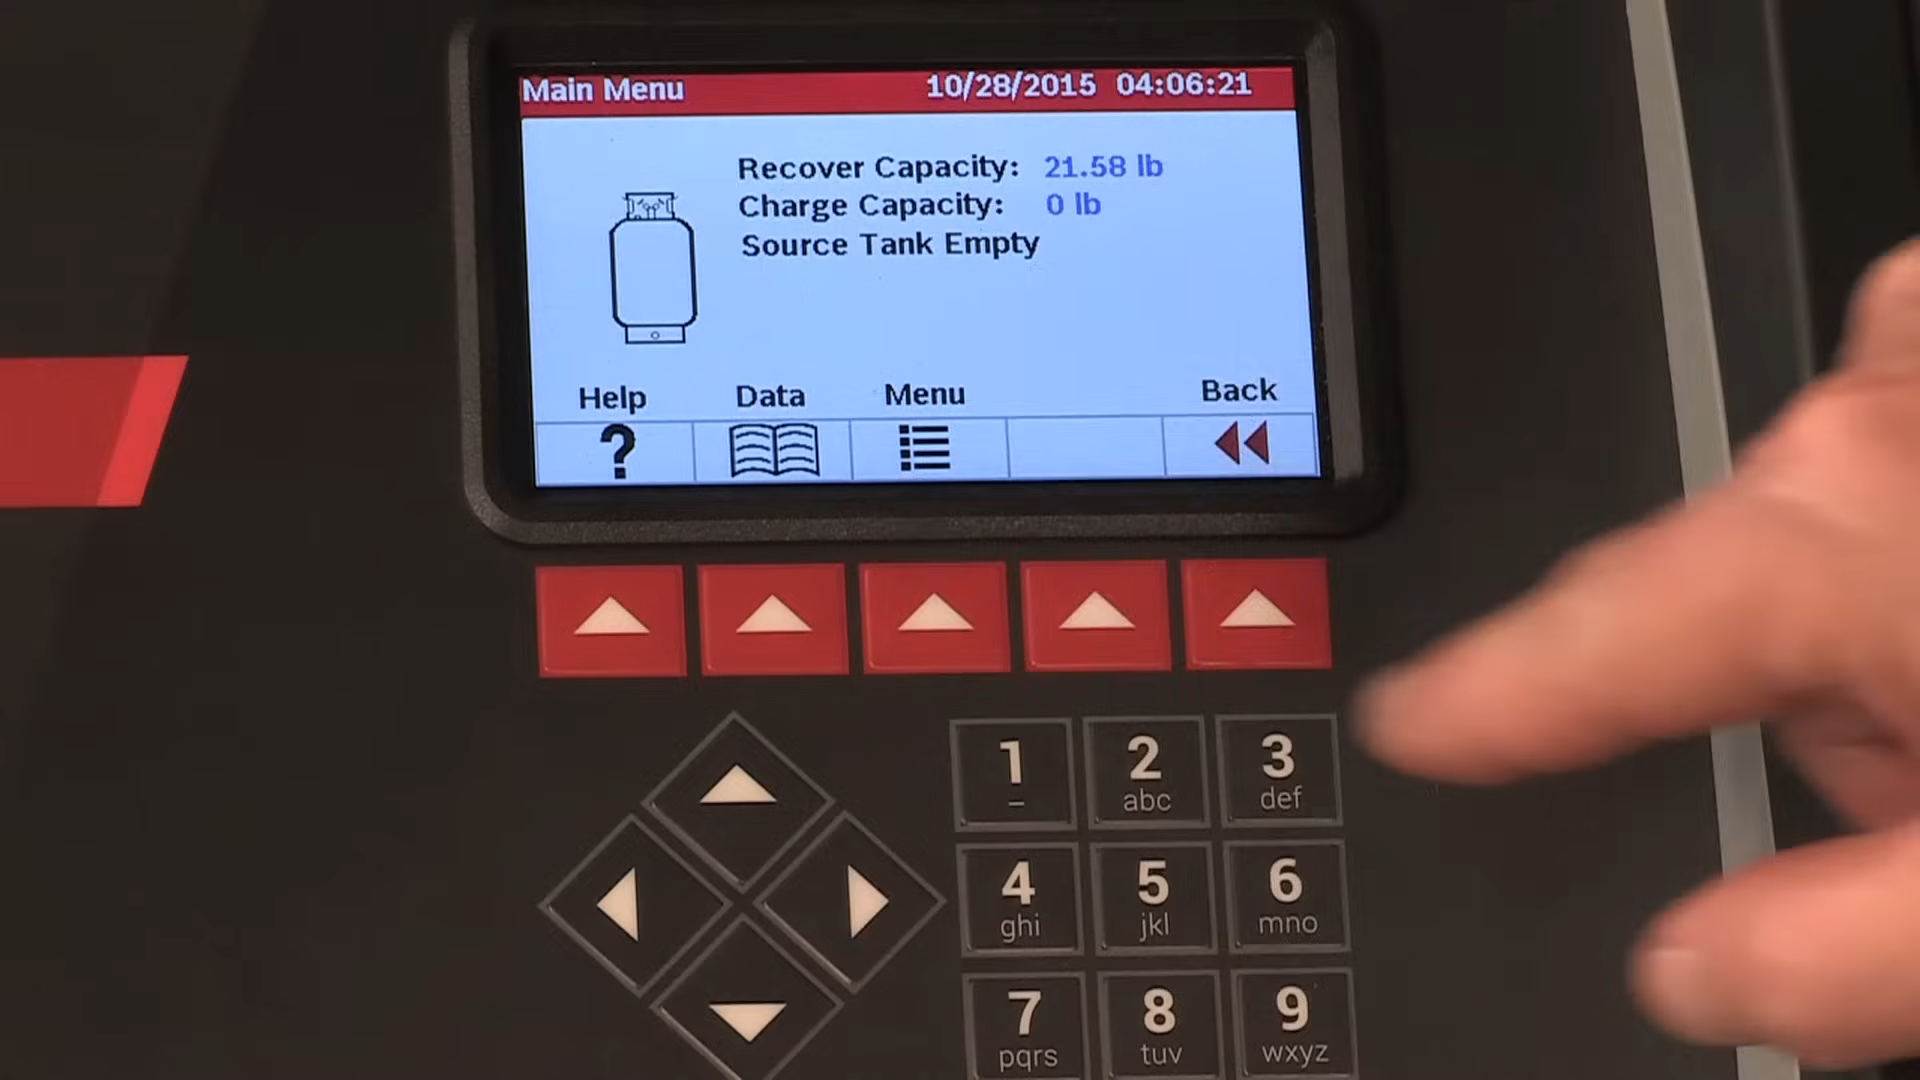 Main Menu 10/28/2015 04:06:21
Recover Capacity: 21.58 lb
Charge Capacity: 0 lb
Source Tank Empty
Help Data Menu Back
?
1 2 3
_ abc def
4 5 6
ghi jkl mno
7 8 9
pqrs tuv wxyz